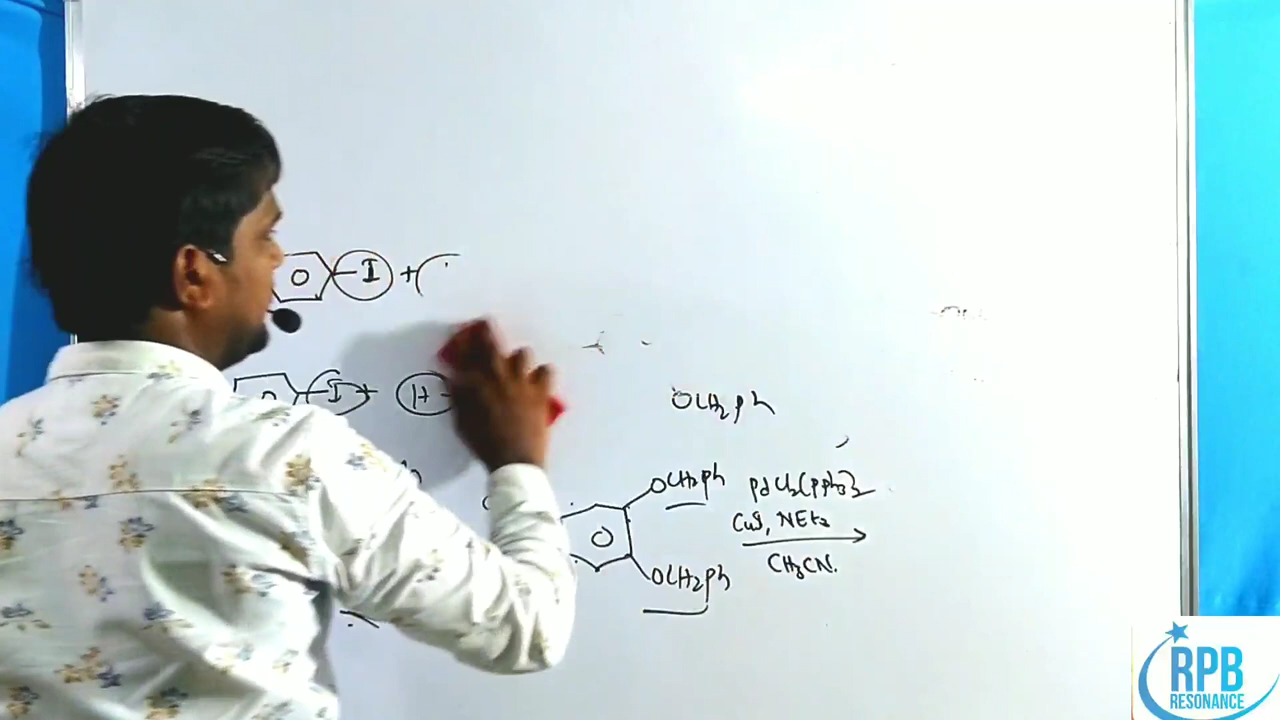 I +
I + H
OCH2ph
OCH2ph PdCl2(pph3)2
CuI, NEt3
OCH2ph CH3CN.
RPB
RESONANCE